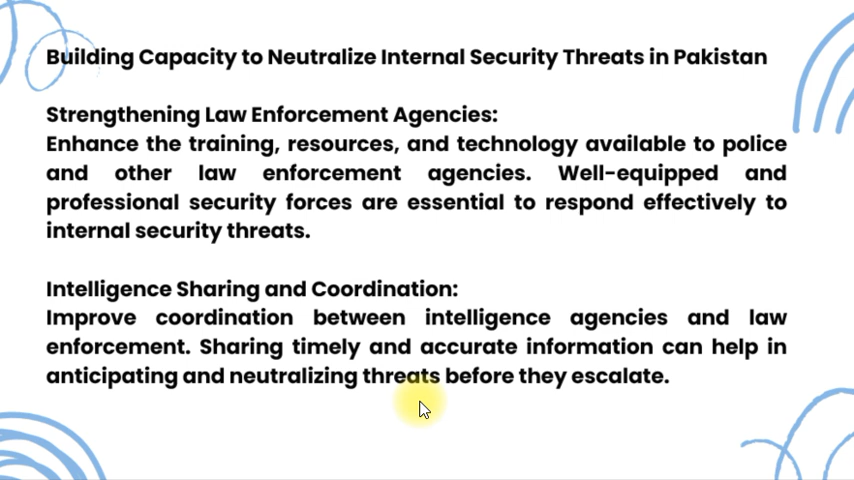 Building Capacity to Neutralize Internal Security Threats in Pakistan
Strengthening Law Enforcement Agencies:
Enhance the training, resources, and technology available to police
and other law enforcement agencies. Well-equipped and
professional security forces are essential to respond effectively to
internal security threats.
Intelligence Sharing and Coordination:
Improve coordination between intelligence agencies and law
enforcement. Sharing timely and accurate information can help in
anticipating and neutralizing threats before they escalate.